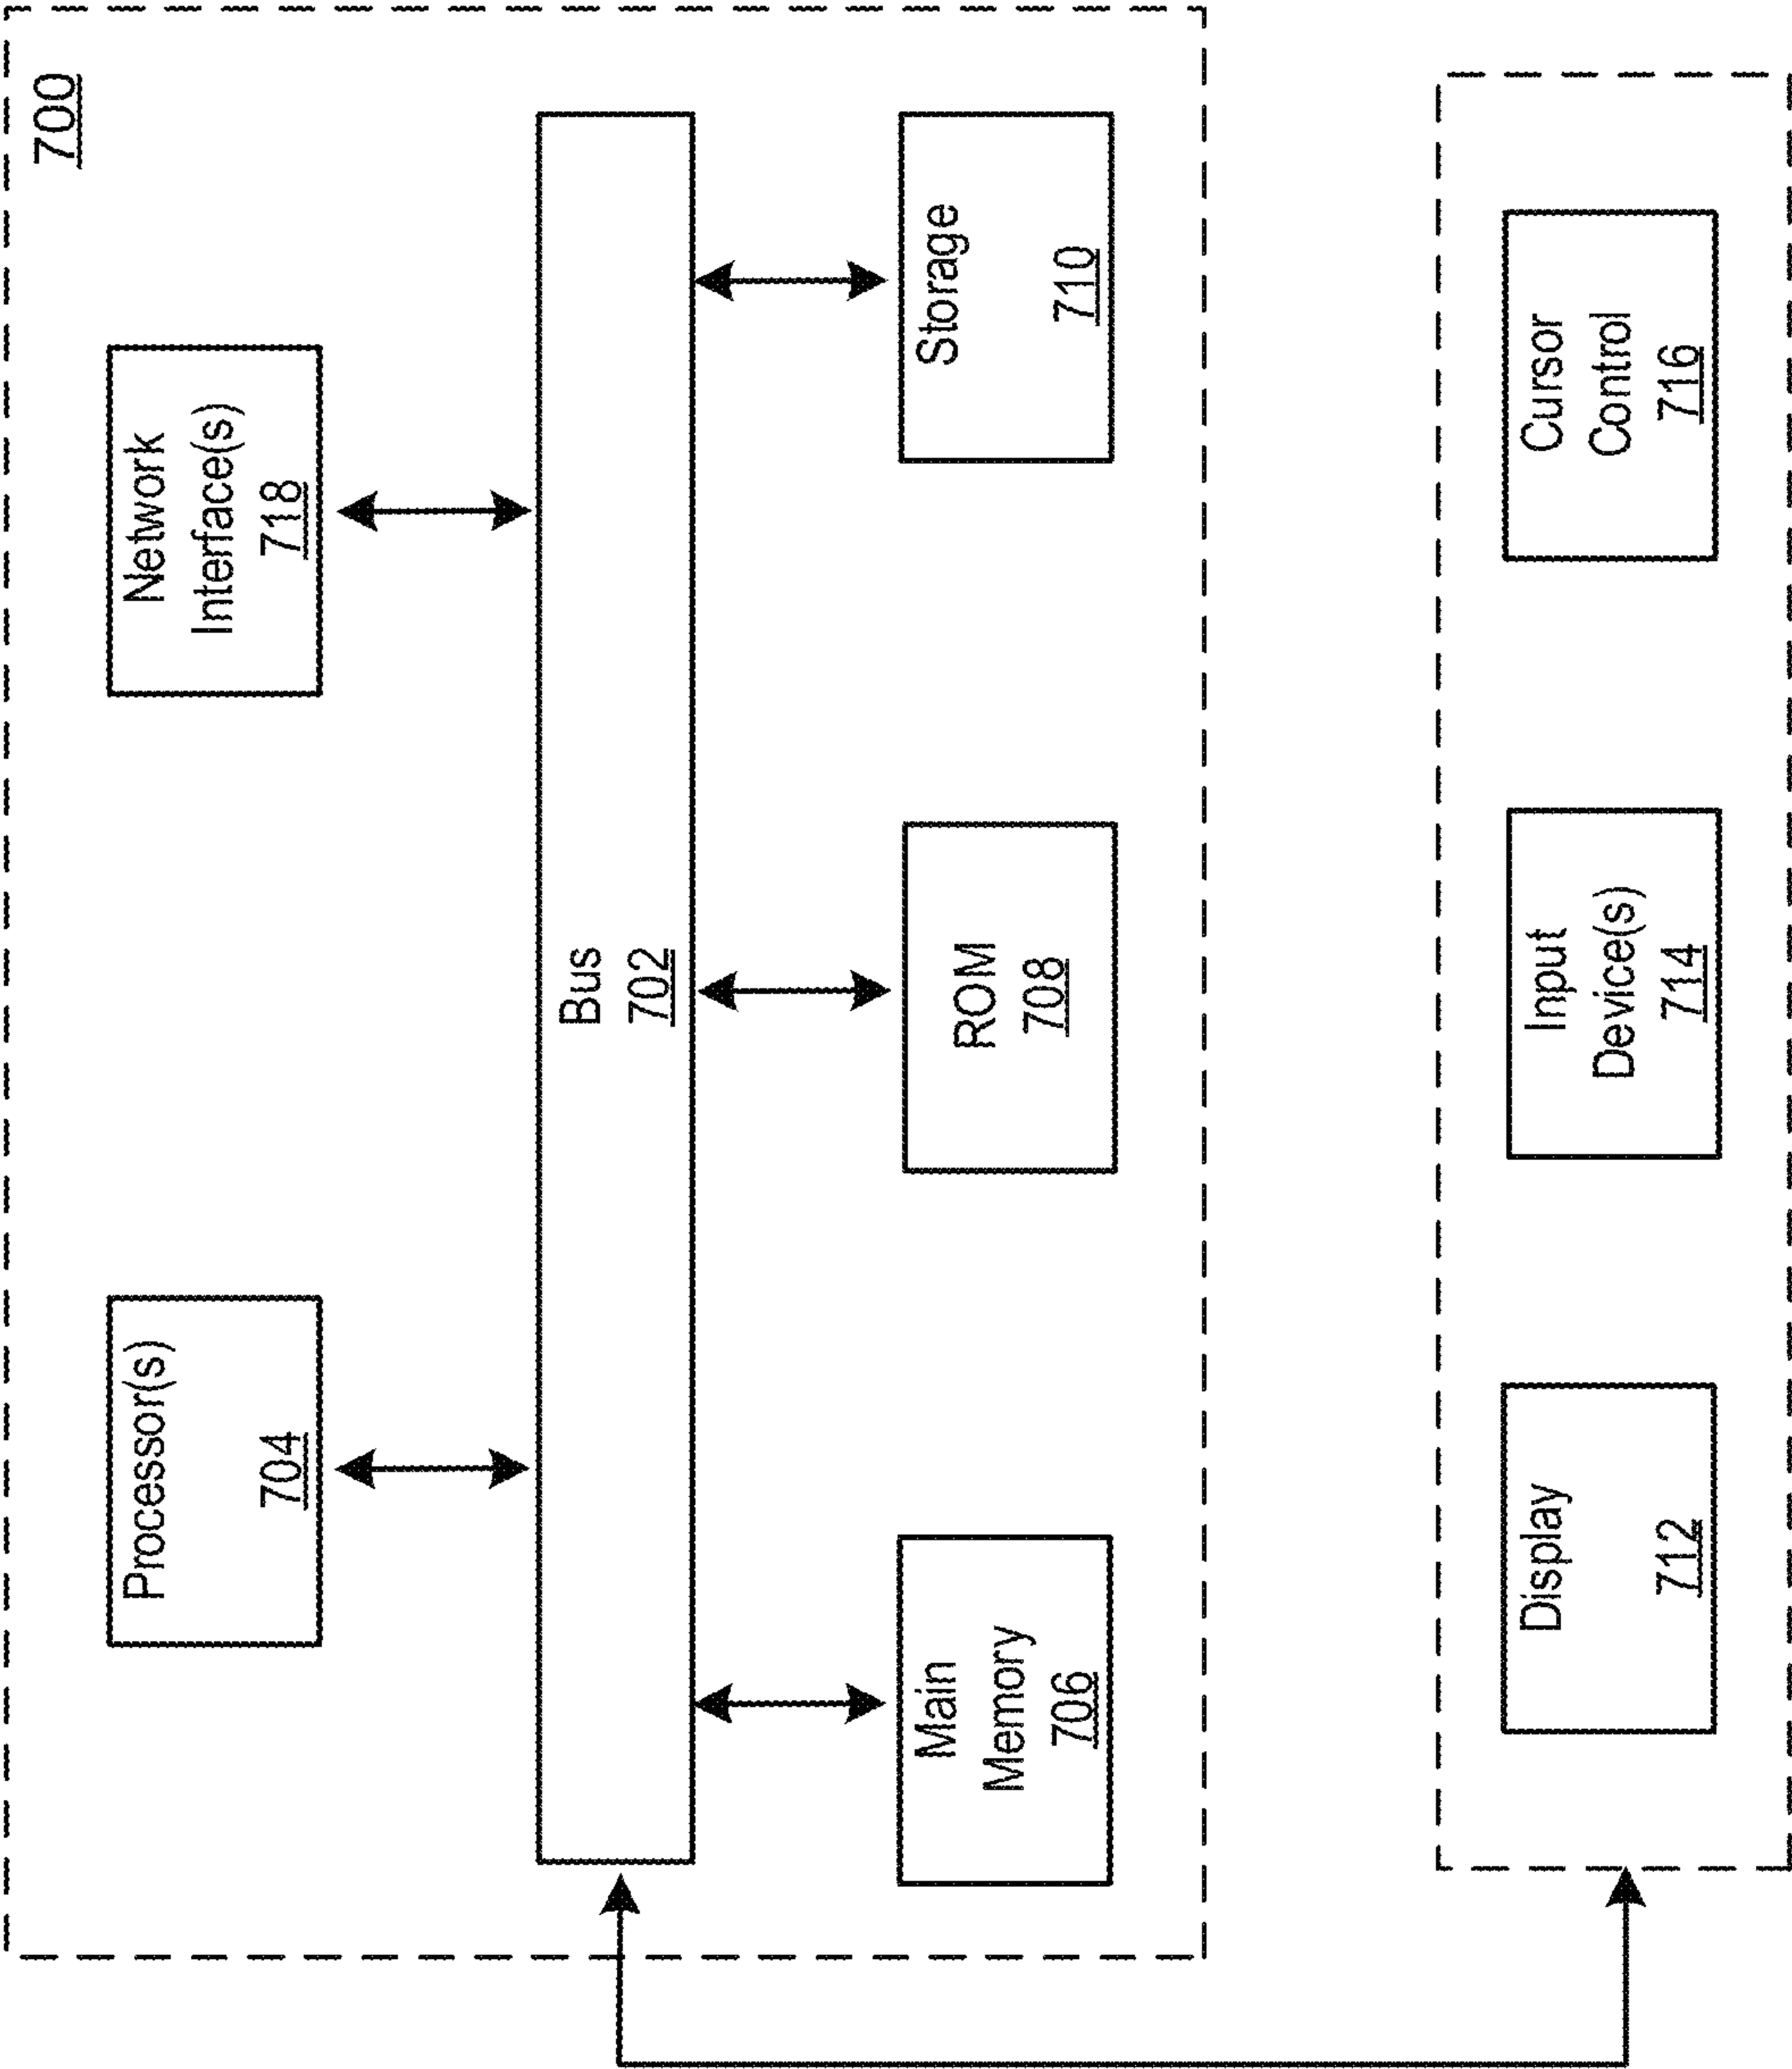 700
Processor(s)
704
Network
Interface(s)
718
Bus
702
Main
Memory
706
ROM
708
Storage
710
Display
712
Input
Device(s)
714
Cursor
Control
716